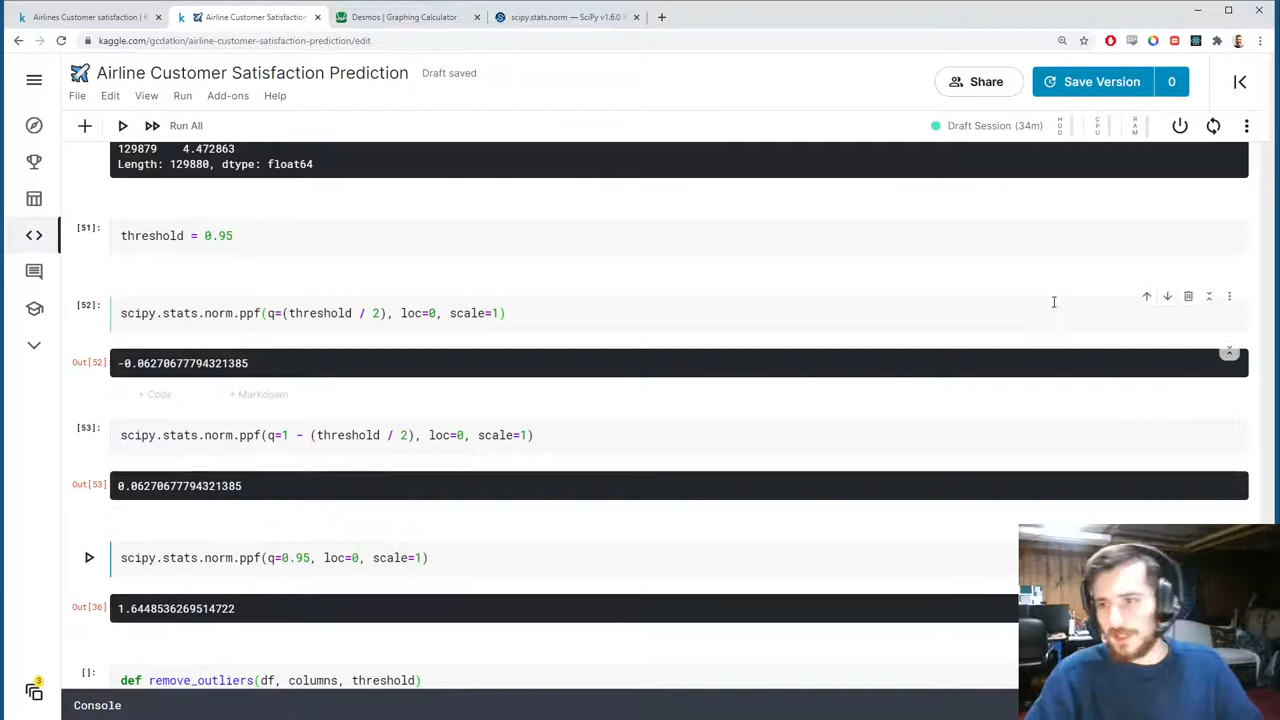 Airlines Customer satisfaction | K
Airline Customer Satisfaction
Desmos | Graphing Calculator
scipy.stats.norm — SciPy v1.6.0 R
kaggle.com/gcdatkin/airline-customer-satisfaction-prediction/edit
Airline Customer Satisfaction Prediction
Draft saved
Share
Save Version
0
File Edit View Run Add-ons Help
Run All
Draft Session (34m)
HDD
CPU
RAM
129879 4.472863
Length: 129880, dtype: float64
[51]:
threshold = 0.95
[52]:
scipy.stats.norm.ppf(q=(threshold / 2), loc=0, scale=1)
Out[52]
-0.06270677794321385
+ Code + Markdown
[53]:
scipy.stats.norm.ppf(q=1 - (threshold / 2), loc=0, scale=1)
Out[53]
0.06270677794321385
scipy.stats.norm.ppf(q=0.95, loc=0, scale=1)
Out[36]
1.6448536269514722
[]:
def remove_outliers(df, columns, threshold)
3
Console